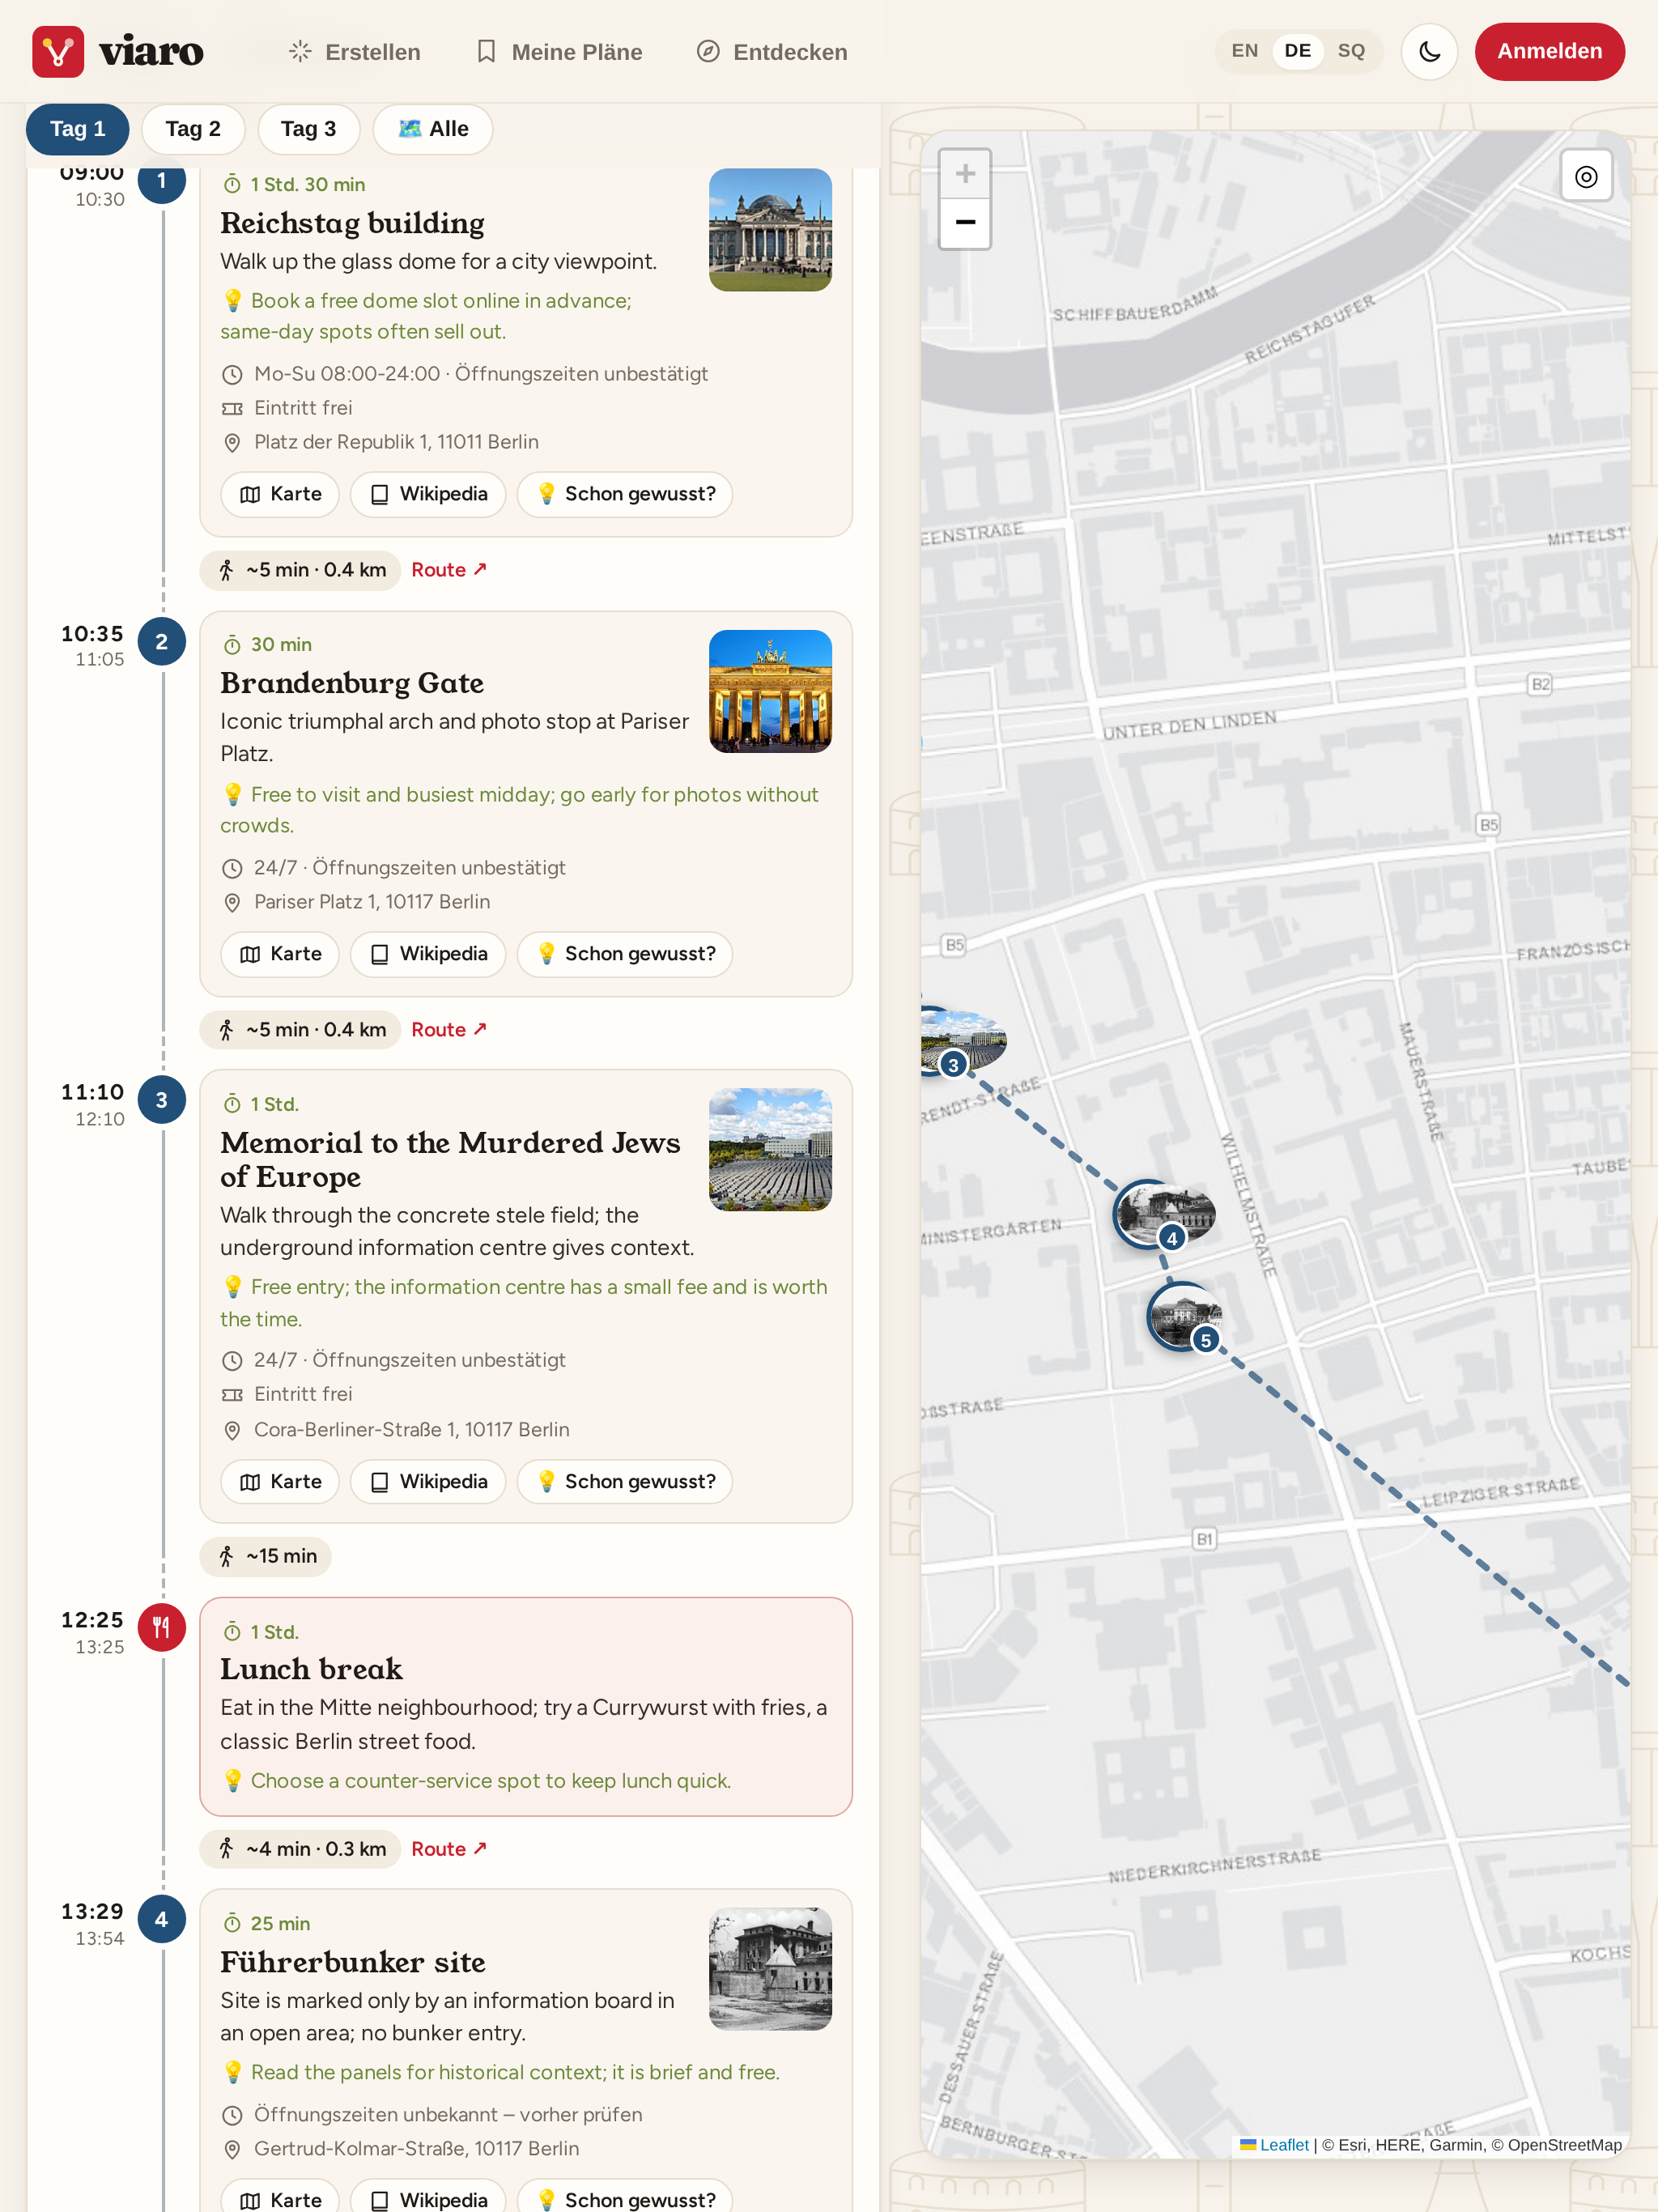 viaro
Erstellen
Meine Pläne
Entdecken
EN
DE
SQ
Anmelden
Tag 1
Tag 2
Tag 3
Alle
09:00
10:30
1
1 Std. 30 min
Reichstag building
Walk up the glass dome for a city viewpoint.
Book a free dome slot online in advance;
same-day spots often sell out.
Mo-Su 08:00-24:00 · Öffnungszeiten unbestätigt
Eintritt frei
Platz der Republik 1, 11011 Berlin
Karte
Wikipedia
Schon gewusst?
~5 min · 0.4 km
Route ↗
10:35
11:05
2
30 min
Brandenburg Gate
Iconic triumphal arch and photo stop at Pariser
Platz.
Free to visit and busiest midday; go early for photos without
crowds.
24/7 · Öffnungszeiten unbestätigt
Pariser Platz 1, 10117 Berlin
Karte
Wikipedia
Schon gewusst?
~5 min · 0.4 km
Route ↗
11:10
12:10
3
1 Std.
Memorial to the Murdered Jews
of Europe
Walk through the concrete stele field; the
underground information centre gives context.
Free entry; the information centre has a small fee and is worth
the time.
24/7 · Öffnungszeiten unbestätigt
Eintritt frei
Cora-Berliner-Straße 1, 10117 Berlin
Karte
Wikipedia
Schon gewusst?
~15 min
12:25
13:25
1 Std.
Lunch break
Eat in the Mitte neighbourhood; try a Currywurst with fries, a
classic Berlin street food.
Choose a counter-service spot to keep lunch quick.
~4 min · 0.3 km
Route ↗
13:29
13:54
4
25 min
Führerbunker site
Site is marked only by an information board in
an open area; no bunker entry.
Read the panels for historical context; it is brief and free.
Öffnungszeiten unbekannt – vorher prüfen
Gertrud-Kolmar-Straße, 10117 Berlin
Karte
Wikipedia
Schon gewusst?
+
−
SCHIFFBAUERDAMM
REICHSTAGUFER
EENSTRAßE
MITTELST
B2
UNTER DEN LINDEN
B5
B5
FRANZÖSISCH
3
RENDT-STRAßE
MAUERSTRAßE
WILHELMSTRAßE
TAUBE
MINISTERGÄRTEN
4
5
OßSTRAßE
LEIPZIGER STRAßE
B1
NIEDERKIRCHNERSTRAßE
KOCHS
DESSAUER STRAßE
BERNBURGER ST
RAßE
Leaflet | © Esri, HERE, Garmin, © OpenStreetMap